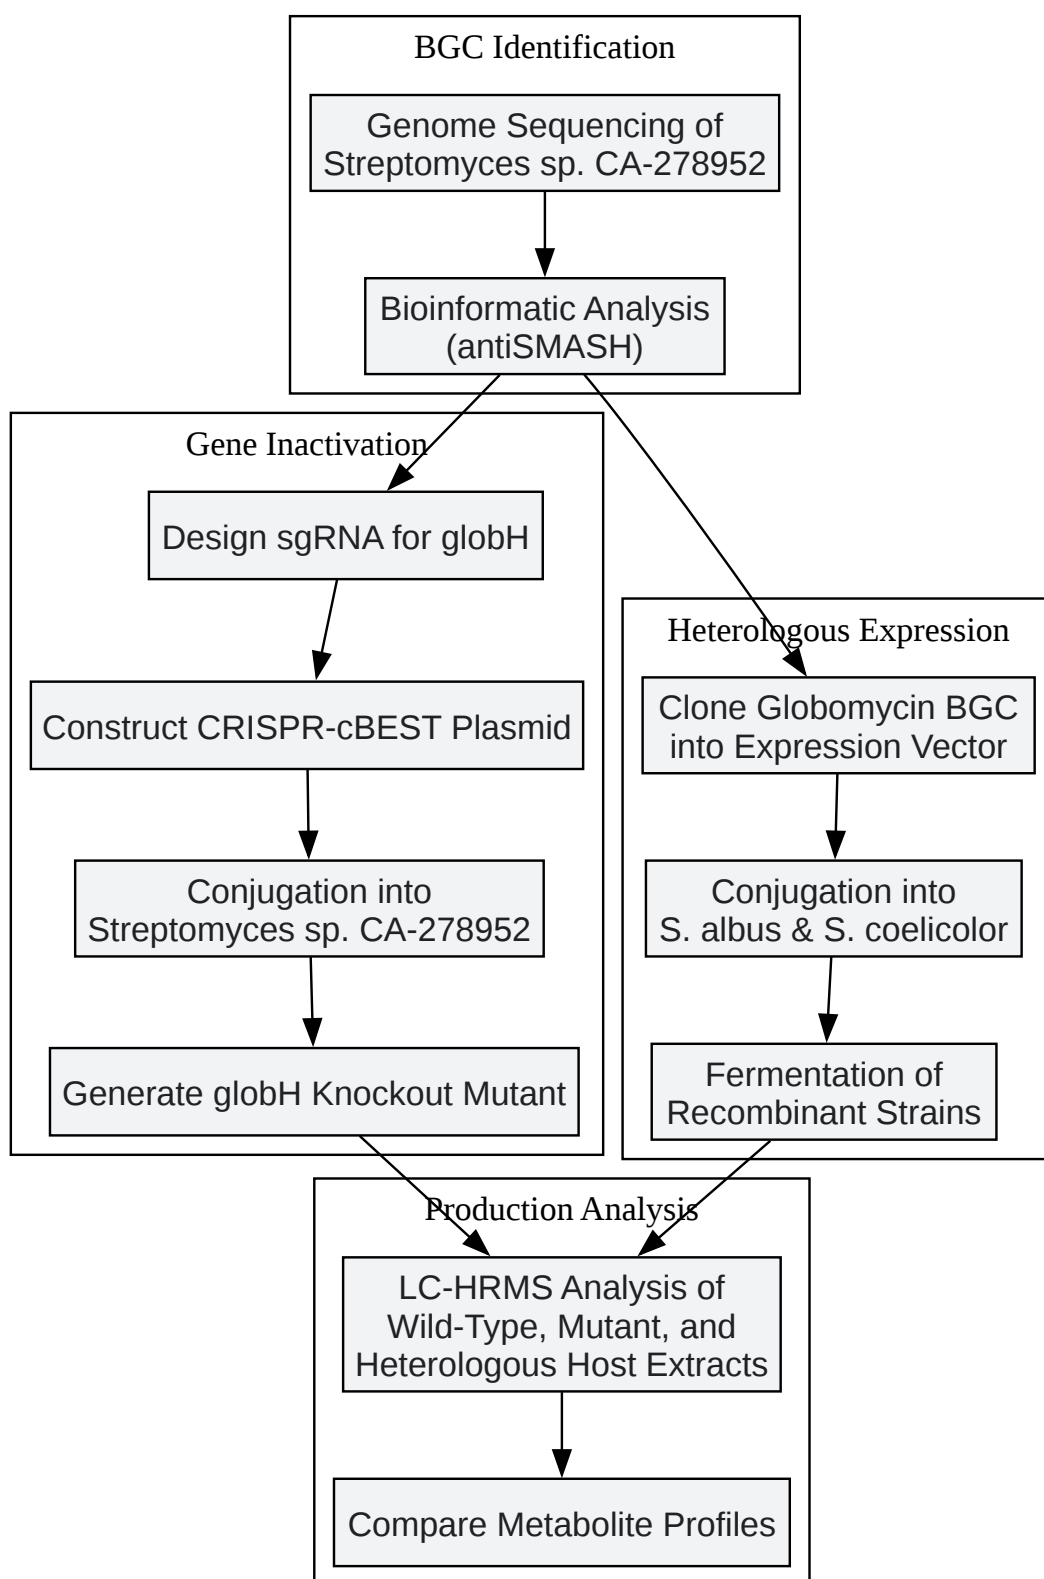 BGC Identification
Genome Sequencing of
Streptomyces sp. CA-278952
Bioinformatic Analysis
(antiSMASH)
Gene Inactivation
Design sgRNA for globH
Construct CRISPR-cBEST Plasmid
Conjugation into
Streptomyces sp. CA-278952
Generate globH Knockout Mutant
Heterologous Expression
Clone Globomycin BGC
into Expression Vector
Conjugation into
S. albus & S. coelicolor
Fermentation of
Recombinant Strains
Production Analysis
LC-HRMS Analysis of
Wild-Type, Mutant, and
Heterologous Host Extracts
Compare Metabolite Profiles